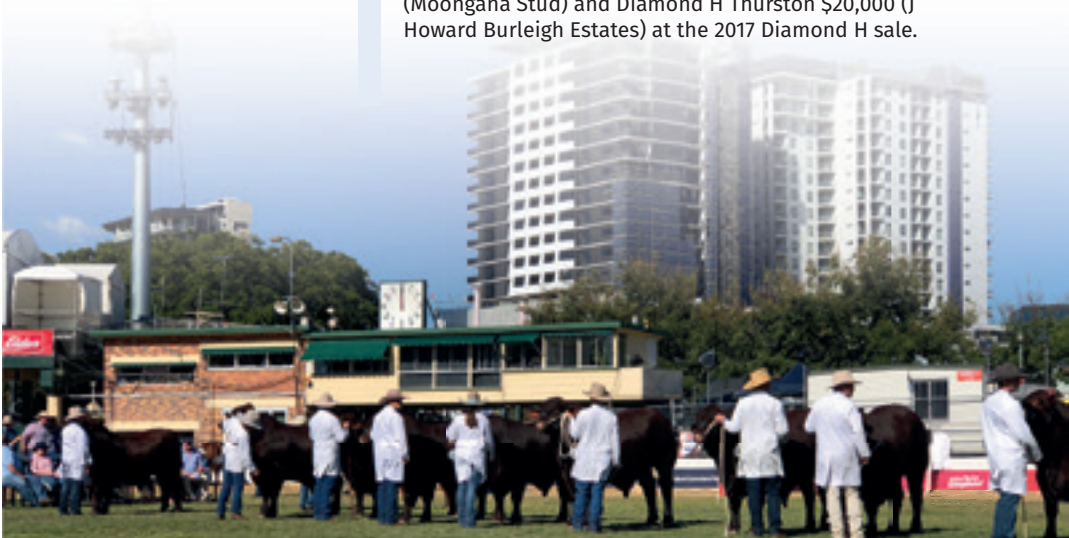 (Moongana Stud) and Diamond H Thurston $20,000 (J
Howard Burleigh Estates) at the 2017 Diamond H sale.
Elders